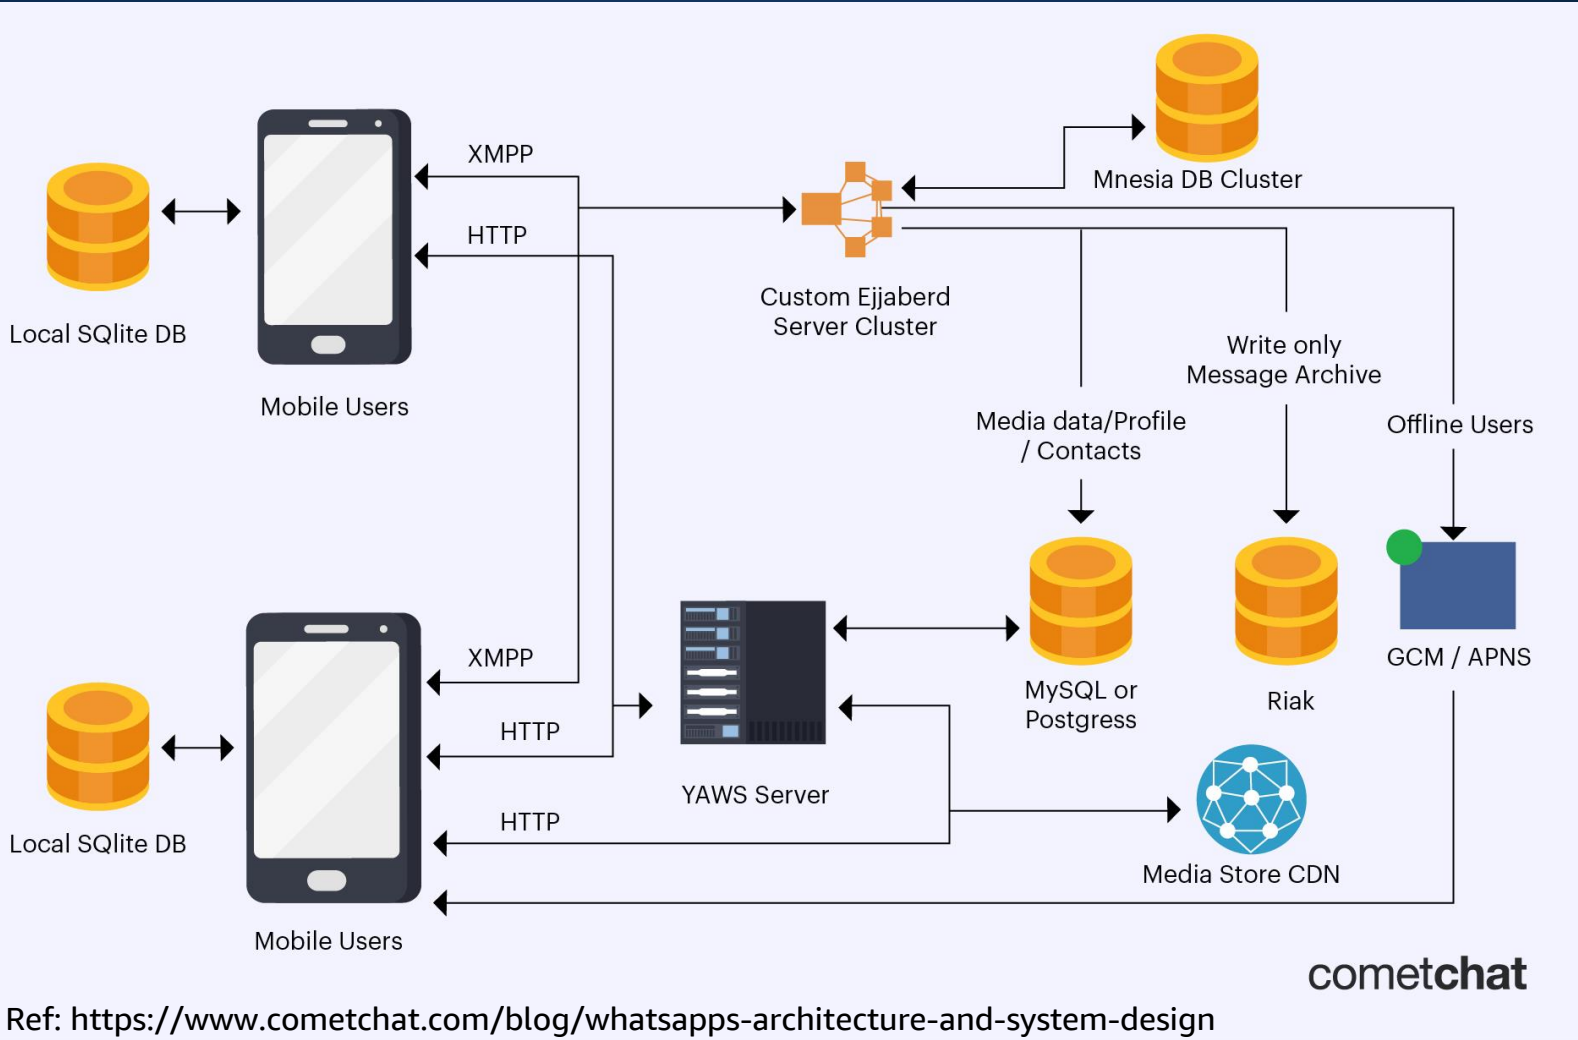 Mnesia DB Cluster
XMPP
HTTP
Local SQlite DB
Mobile Users
Custom Ejjaberd
Server Cluster
Write only
Message Archive
Media data/Profile
/ Contacts
Offline Users
XMPP
HTTP
HTTP
Local SQlite DB
Mobile Users
YAWS Server
MySQL or
Postgress
Riak
GCM / APNS
Media Store CDN
cometchat
Ref: https://www.cometchat.com/blog/whatsapps-architecture-and-system-design